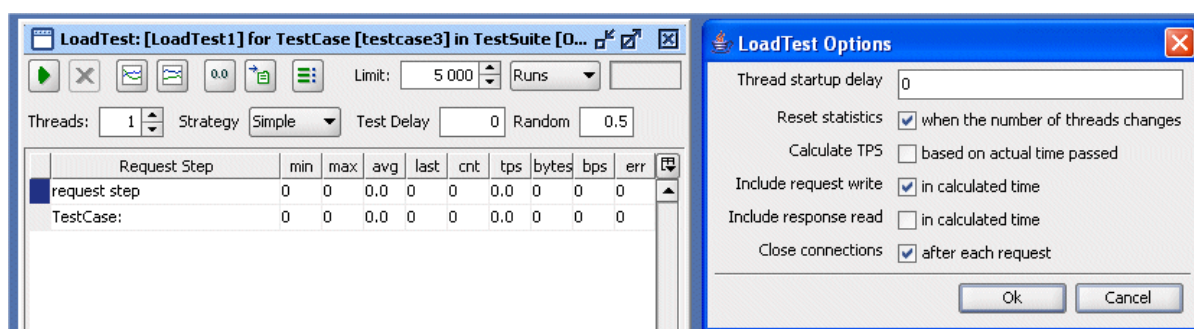 LoadTest: [LoadTest1] for TestCase [testcase3] in TestSuite [O...
0.0 Limit: 5 000 Runs
Threads: 1 Strategy Simple Test Delay 0 Random 0.5
Request Step min max avg last cnt tps bytes bps err
request step 0 0 0.0 0 0 0.0 0 0 0
TestCase: 0 0 0.0 0 0 0.0 0 0 0
LoadTest Options
Thread startup delay 0
Reset statistics when the number of threads changes
Calculate TPS based on actual time passed
Include request write in calculated time
Include response read in calculated time
Close connections after each request
Ok Cancel